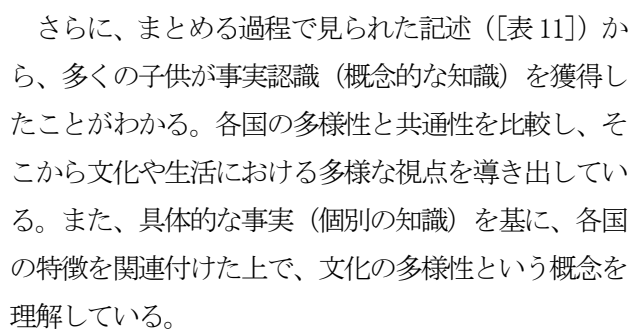 さらに、まとめる過程で見られた記述（[表 11]）か
ら、多くの子供が事実認識（概念的な知識）を獲得し
たことがわかる。各国の多様性と共通性を比較し、そ
こから文化や生活における多様な視点を導き出してい
る。また、具体的な事実（個別の知識）を基に、各国
の特徴を関連付けた上で、文化の多様性という概念を
理解している。